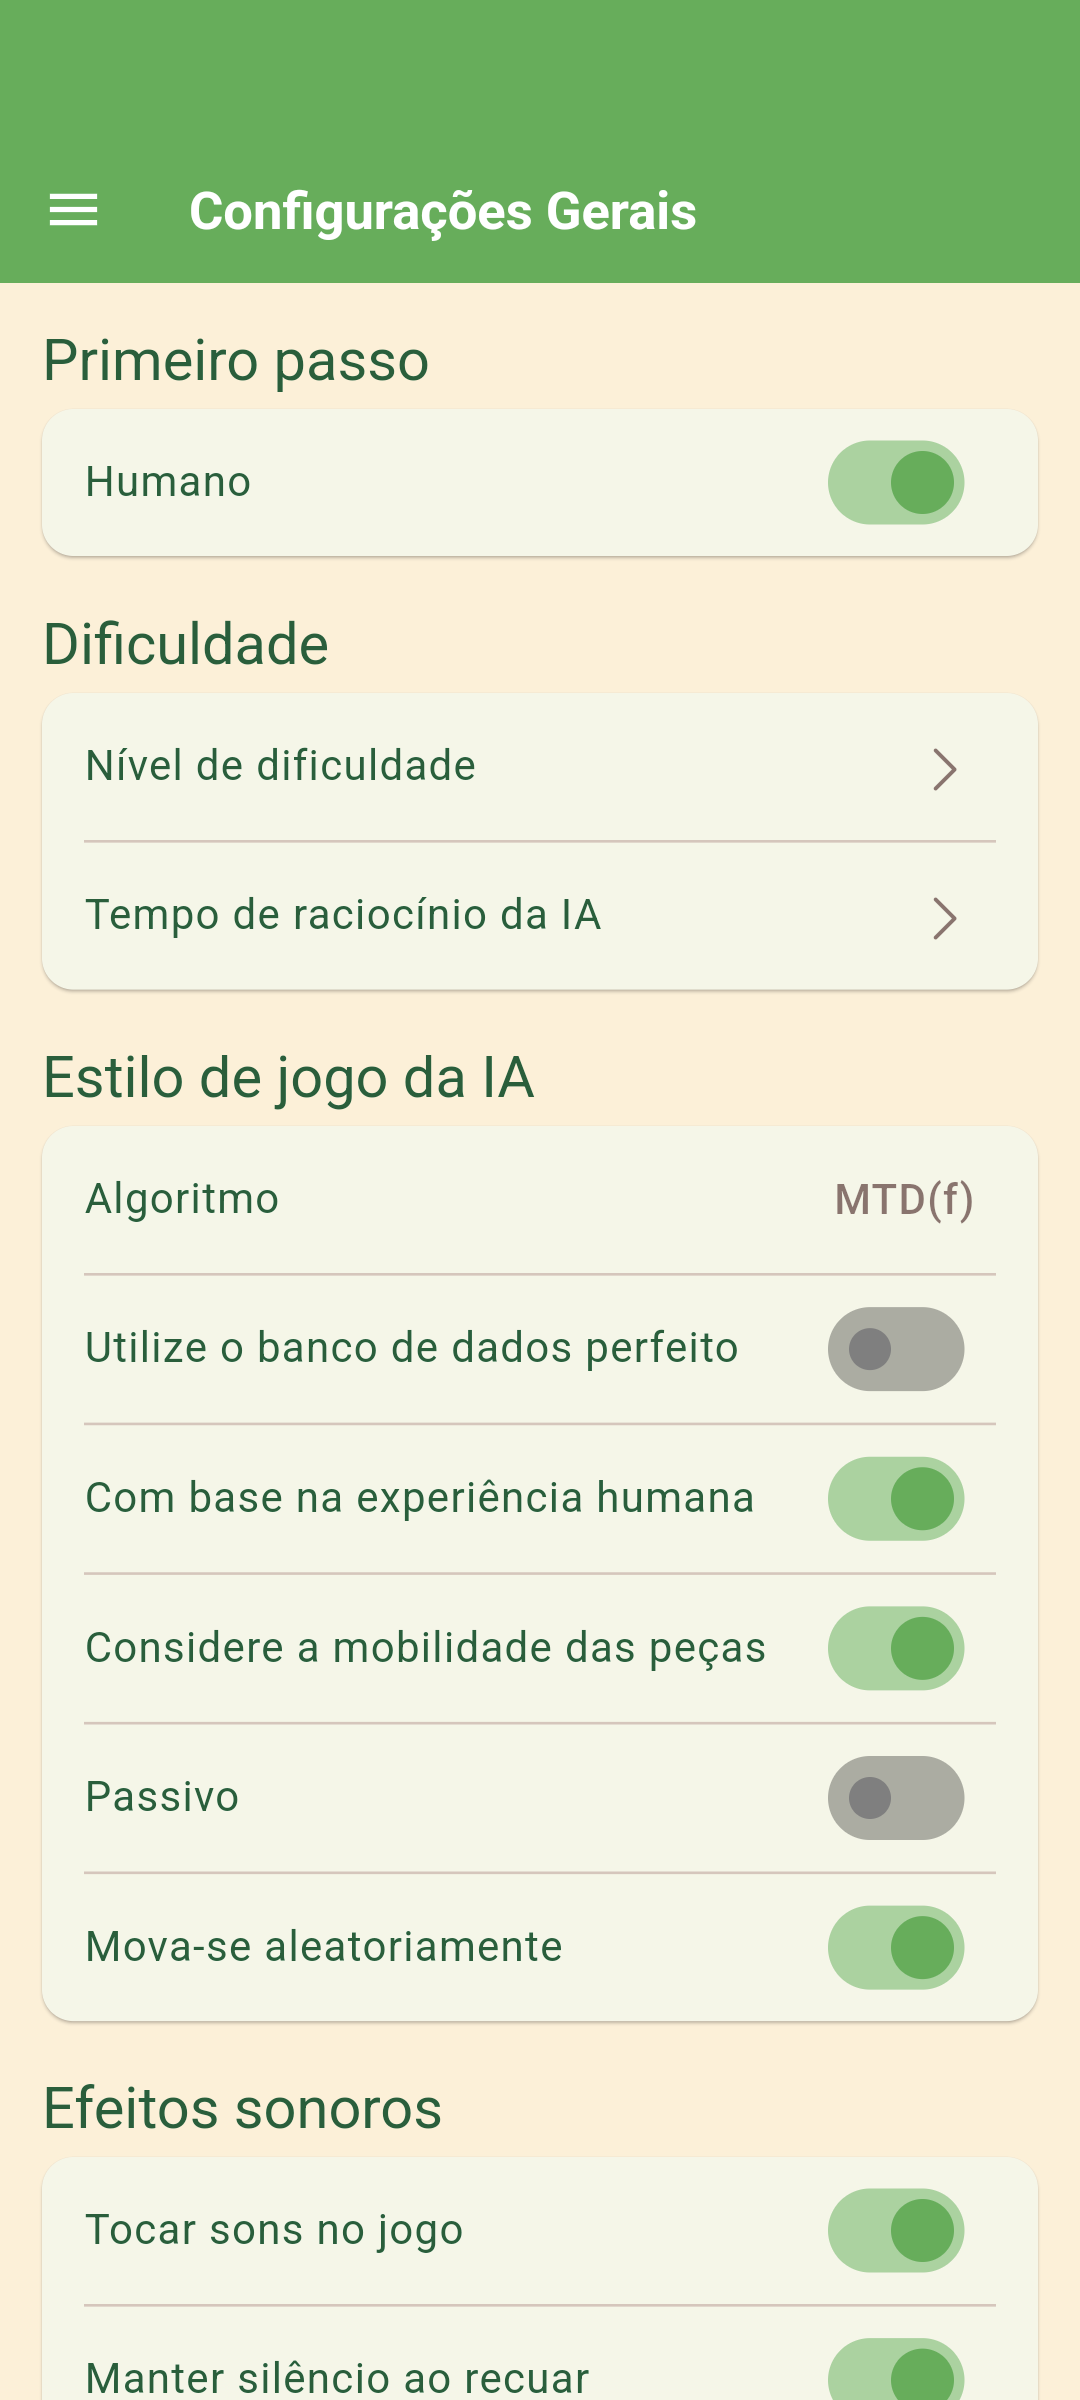 Configurações Gerais
Primeiro passo
Humano
Dificuldade
Nível de dificuldade
Tempo de raciocínio da IA
Estilo de jogo da IA
Algoritmo MTD(f)
Utilize o banco de dados perfeito
Com base na experiência humana
Considere a mobilidade das peças
Passivo
Mova-se aleatoriamente
Efeitos sonoros
Tocar sons no jogo
Manter silêncio ao recuar